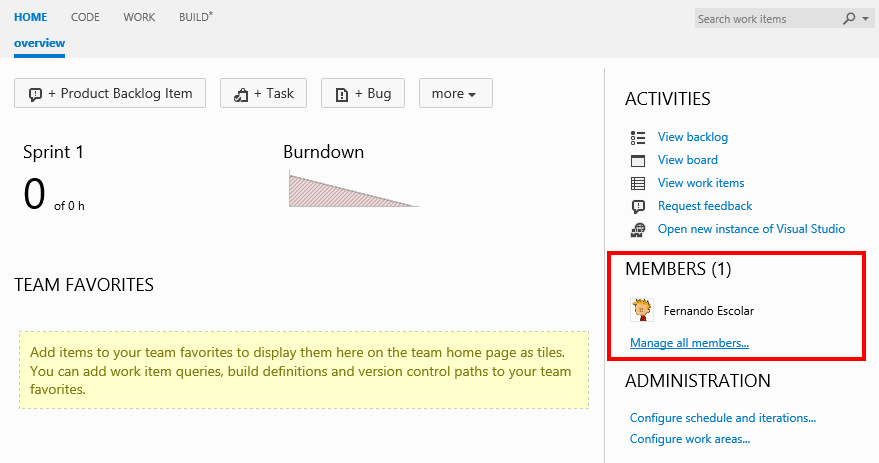 HOME CODE WORK BUILD*
Search work items
overview
+ Product Backlog Item
+ Task
+ Bug
more
Sprint 1
0 of 0 h
Burndown
TEAM FAVORITES
Add items to your team favorites to display them here on the team home page as tiles.
You can add work item queries, build definitions and version control paths to your team
favorites.
ACTIVITIES
View backlog
View board
View work items
Request feedback
Open new instance of Visual Studio
MEMBERS (1)
Fernando Escolar
Manage all members...
ADMINISTRATION
Configure schedule and iterations...
Configure work areas...